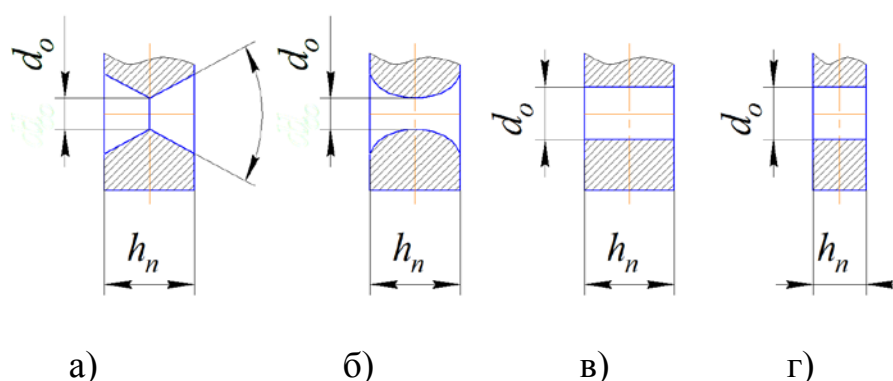 d_o d_o d_o d_o
h_n h_n h_n h_n
а) б) в) г)